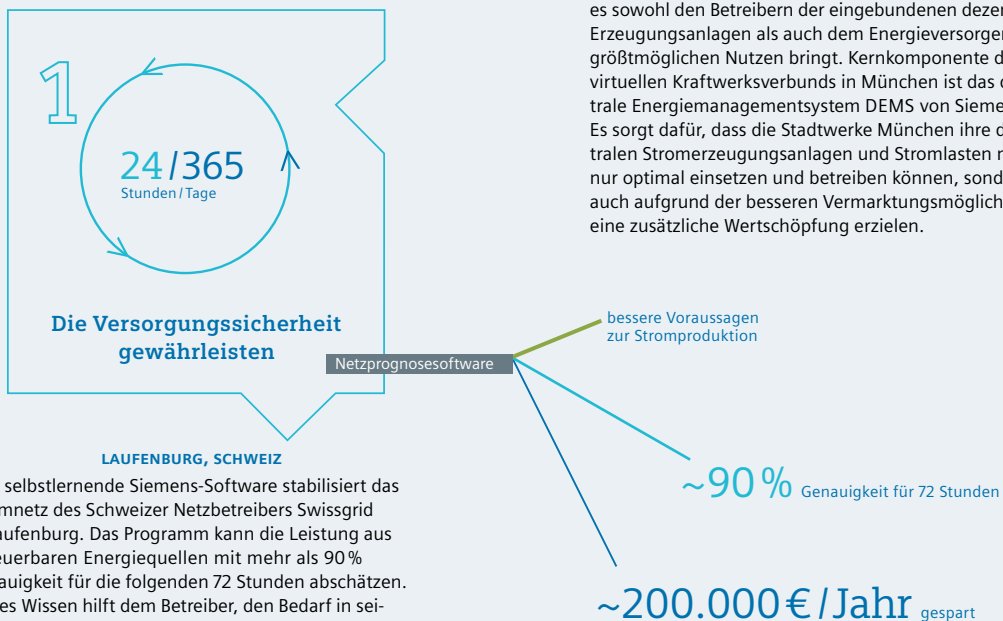 1
24/365
Stunden/Tage
Die Versorgungssicherheit
gewährleisten
LAUFENBURG, SCHWEIZ
selbstlernende Siemens-Software stabilisiert das
mnetz des Schweizer Netzbetreibers Swissgrid
aufenburg. Das Programm kann die Leistung aus
euerbaren Energiequellen mit mehr als 90 %
auigkeit für die folgenden 72 Stunden abschätzen.
es Wissen hilft dem Betreiber, den Bedarf in sei-
es sowohl den Betreibern der eingebundenen dezen
Erzeugungsanlagen als auch dem Energieversorger
größtmöglichen Nutzen bringt. Kernkomponente d
virtuellen Kraftwerksverbunds in München ist das
trale Energiemanagementsystem DEMS von Sieme
Es sorgt dafür, dass die Stadtwerke München ihre d
tralen Stromerzeugungsanlagen und Stromlasten n
nur optimal einsetzen und betreiben können, sond
auch aufgrund der besseren Vermarktungsmöglich
eine zusätzliche Wertschöpfung erzielen.
Netzprognosesoftware
bessere Voraussagen
zur Stromproduktion
~90 % Genauigkeit für 72 Stunden
~200.000 € / Jahr gespart